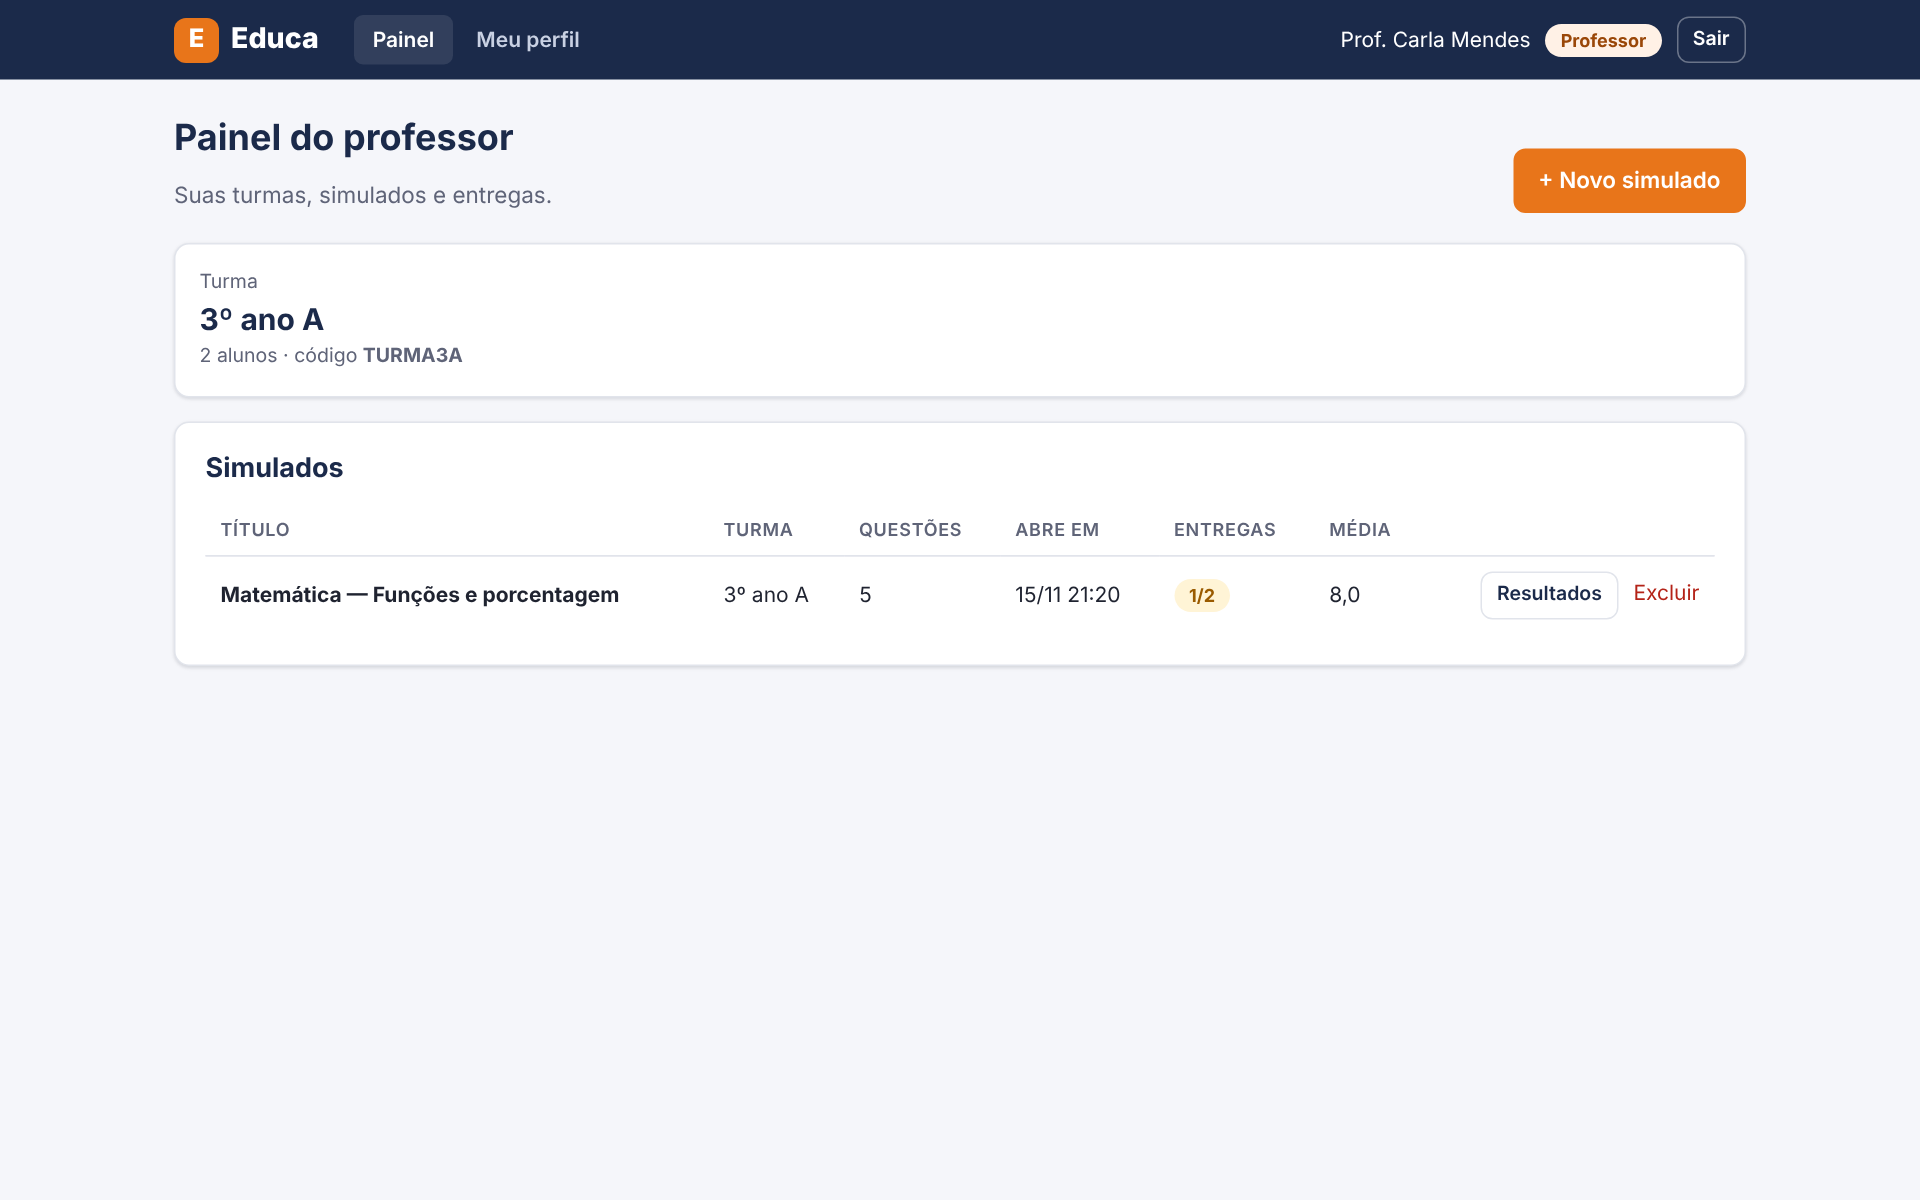 E Educa Painel Meu perfil Prof. Carla Mendes Professor Sair
Painel do professor
Suas turmas, simulados e entregas.
+ Novo simulado
Turma
3º ano A
2 alunos · código TURMA3A
Simulados
TÍTULO TURMA QUESTÕES ABRE EM ENTREGAS MÉDIA
Matemática — Funções e porcentagem 3º ano A 5 15/11 21:20 1/2 8,0 Resultados Excluir